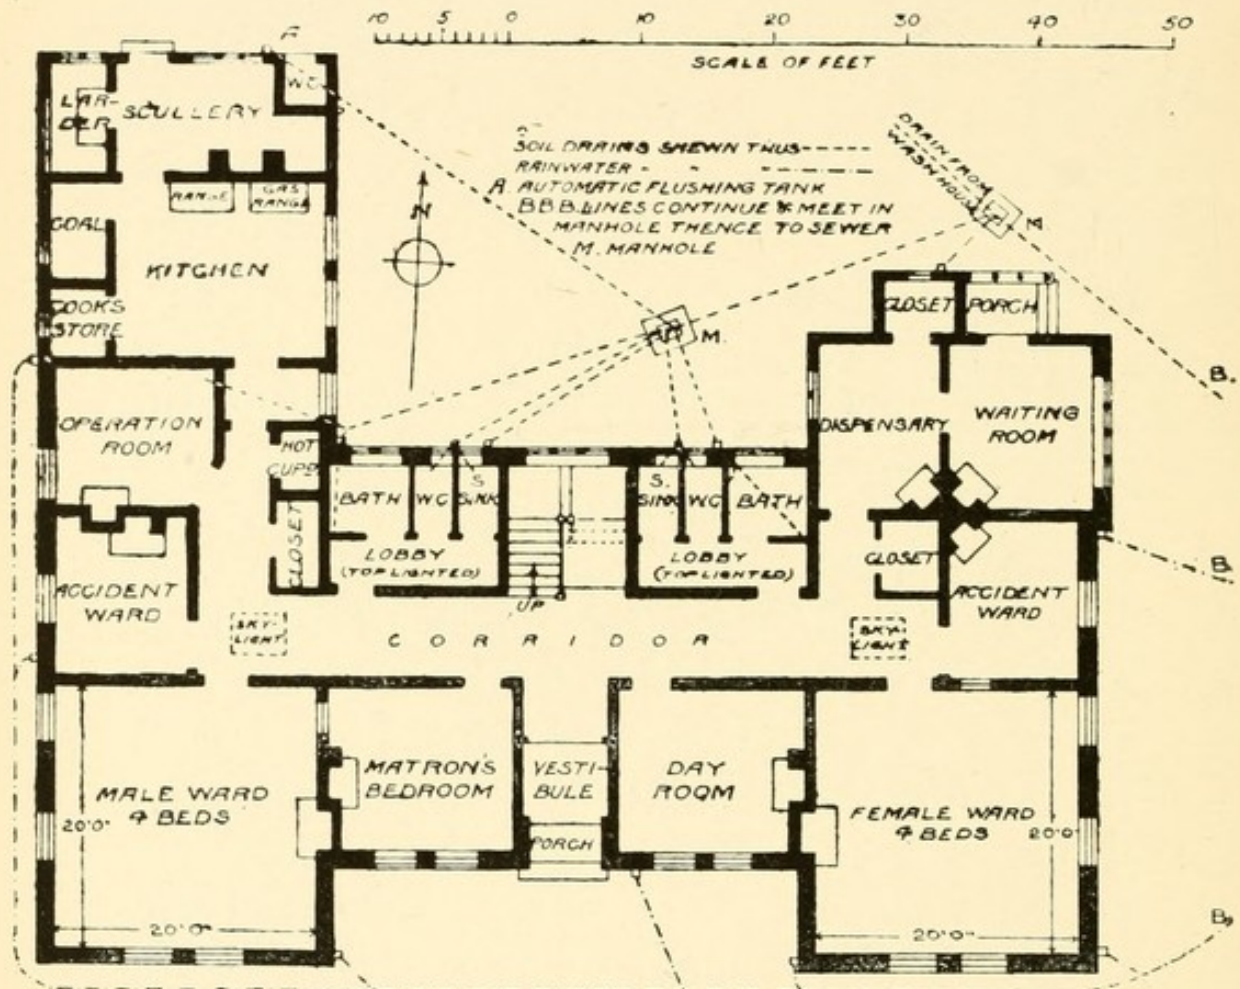 10 5 0 10 20 30 40 50
SCALE OF FEET
SOIL DRAINS SHEWN THUS-----
RAINWATER - " " -·-·-·-
A. AUTOMATIC FLUSHING TANK
B B B. LINES CONTINUE & MEET IN
MANHOLE THENCE TO SEWER
M. MANHOLE
DRAIN FROM
WASH HOUSE
M
N
M.
W.C.
LAR-
DER
SCULLERY
RANGE
GAS
RANGE
COAL
KITCHEN
COOKS
STORE
CLOSET
PORCH
B.
OPERATION
ROOM
HOT
CUPD
BATH
W.C
S.
SINK
S.
SINK
W.C
BATH
DISPENSARY
WAITING
ROOM
CLOSET
LOBBY
(TOP LIGHTED)
UP
LOBBY
(TOP LIGHTED)
CLOSET
B.
ACCIDENT
WARD
ACCIDENT
WARD
SKY-
LIGHT
CORRIDOR
SKY-
LIGHT
MALE WARD
4 BEDS
20'0"
20'0"
MATRON'S
BEDROOM
VESTI-
BULE
PORCH
DAY
ROOM
FEMALE WARD
4 BEDS
20'0"
20'0"
B.